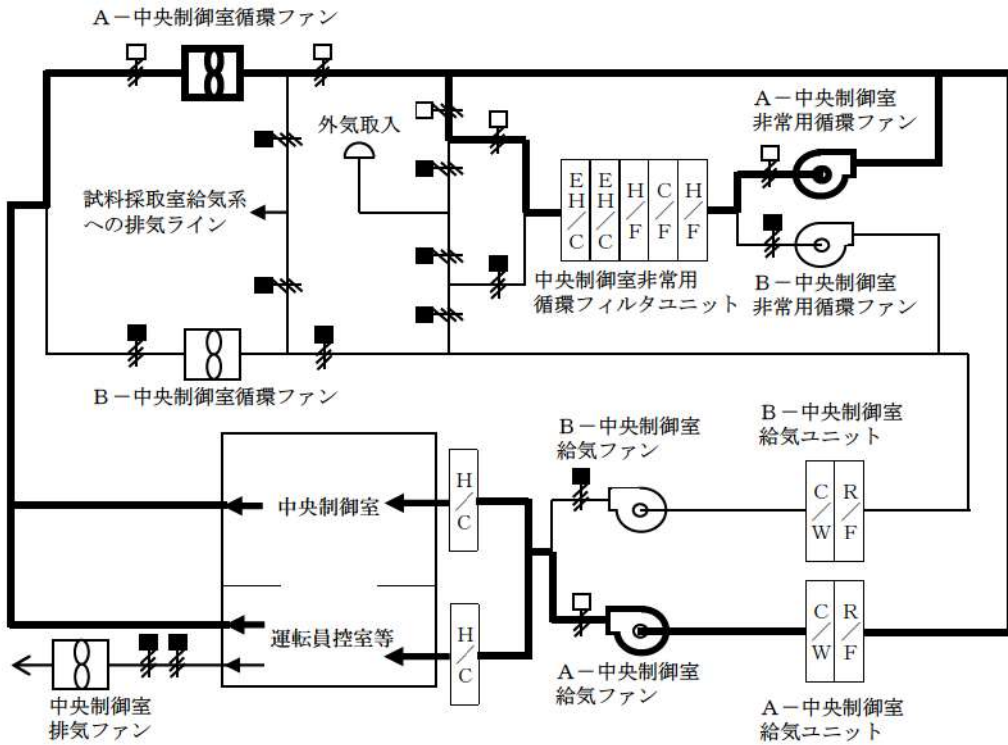 A－中央制御室循環ファン
外気取入
A－中央制御室
非常用循環ファン
試料採取室給気系
への排気ライン
EH/C
EH/C
H/F
C/F
H/F
中央制御室非常用
循環フィルタユニット
B－中央制御室
非常用循環ファン
B－中央制御室循環ファン
B－中央制御室
給気ファン
B－中央制御室
給気ユニット
中央制御室
H/C
C/W
R/F
運転員控室等
H/C
C/W
R/F
中央制御室
排気ファン
A－中央制御室
給気ファン
A－中央制御室
給気ユニット